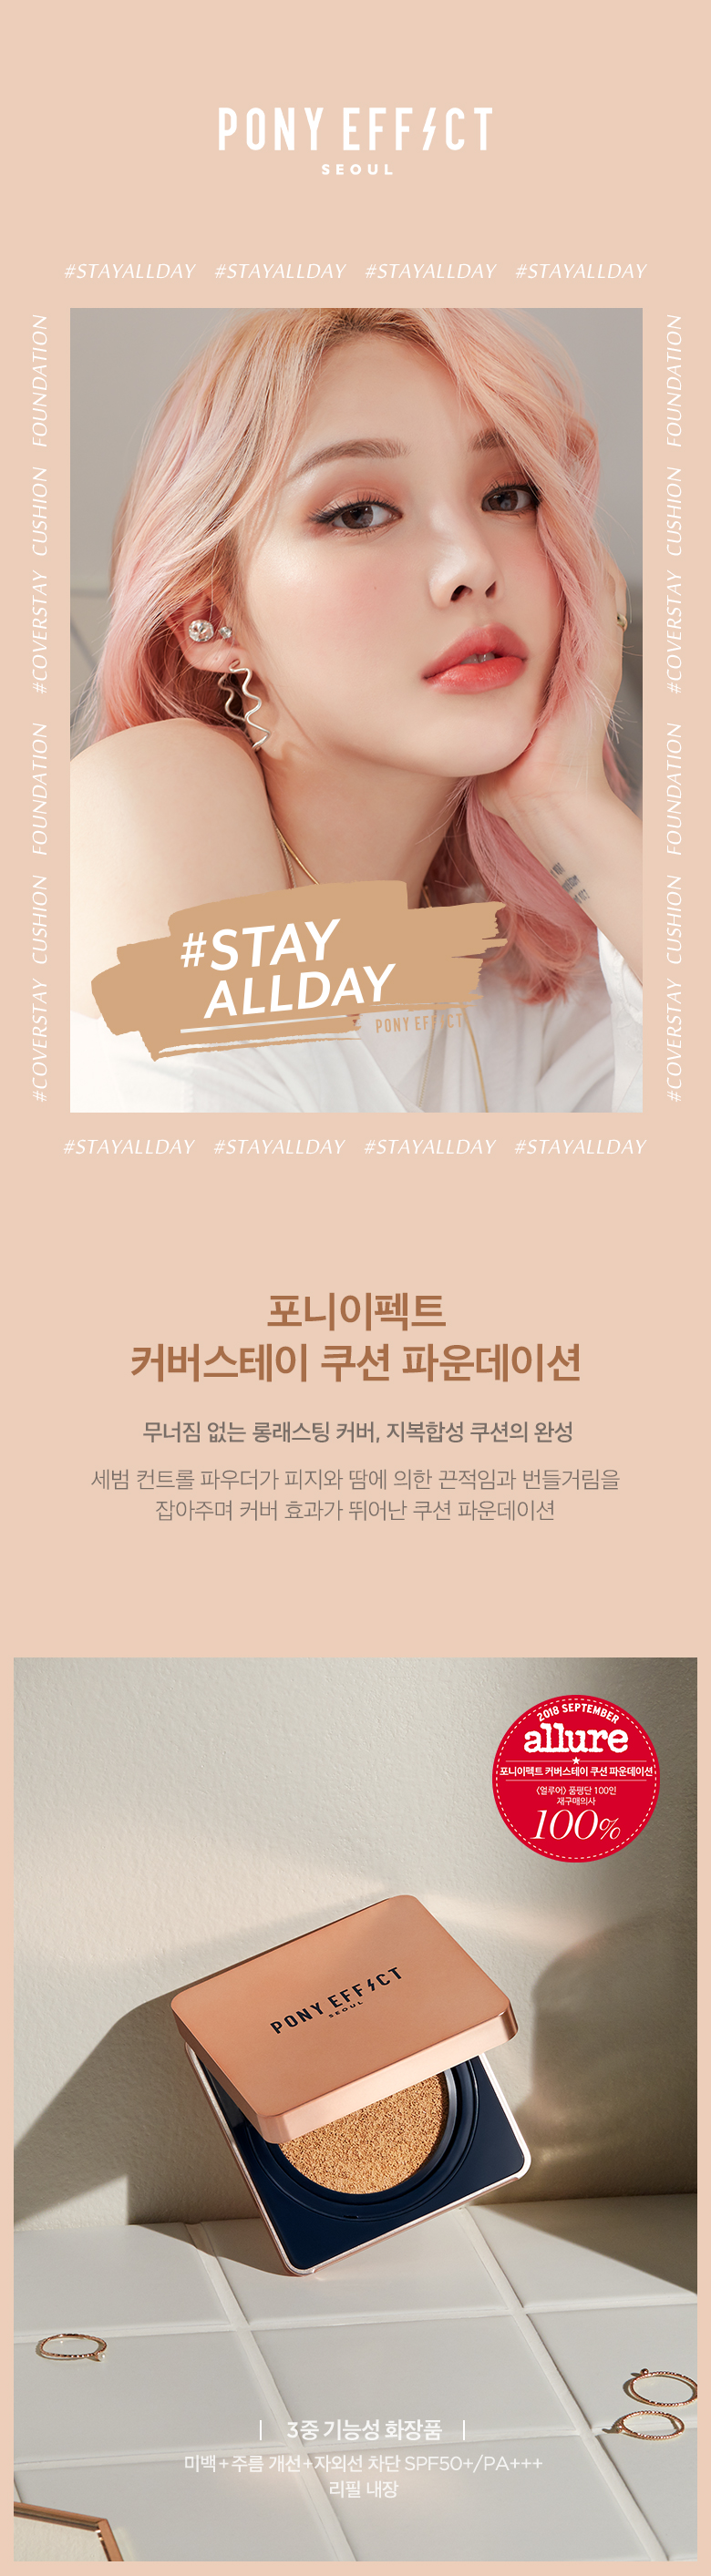 PONY EFFECT
SEOUL
#STAYALLDAY #STAYALLDAY #STAYALLDAY #STAYALLDAY
#COVERSTAY CUSHION FOUNDATION #COVERSTAY CUSHION FOUNDATION
#COVERSTAY CUSHION FOUNDATION #COVERSTAY CUSHION FOUNDATION
#STAY
ALLDAY
PONY EFFECT
#STAYALLDAY #STAYALLDAY #STAYALLDAY #STAYALLDAY
포니이펙트
커버스테이 쿠션 파운데이션
무너짐 없는 롱래스팅 커버, 지복합성 쿠션의 완성
세범 컨트롤 파우더가 피지와 땀에 의한 끈적임과 번들거림을
잡아주며 커버 효과가 뛰어난 쿠션 파운데이션
2018 SEPTEMBER
allure
포니이펙트 커버스테이 쿠션 파운데이션
<얼루어> 품평단 100인
재구매의사
100%
PONY EFFECT
SEOUL
3중 기능성 화장품
미백+주름 개선+자외선 차단 SPF50+/PA+++
리필 내장